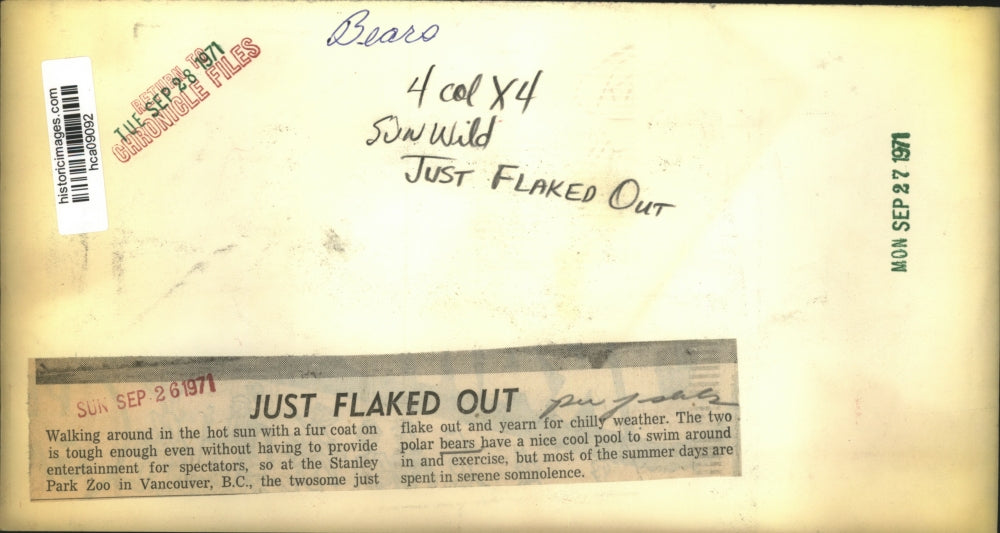 Bears
historicimages.com
hca09092
TUE SEP 28 1971
RETURN TO
CHRONICLE FILES
4 col X 4
SUN Wild
JUST FLAKED OUT
MON SEP 27 1971
SUN SEP 26 1971
JUST FLAKED OUT
Walking around in the hot sun with a fur coat on
is tough enough even without having to provide
entertainment for spectators, so at the Stanley
Park Zoo in Vancouver, B.C., the twosome just
flake out and yearn for chilly weather. The two
polar bears have a nice cool pool to swim around
in and exercise, but most of the summer days are
spent in serene somnolence.